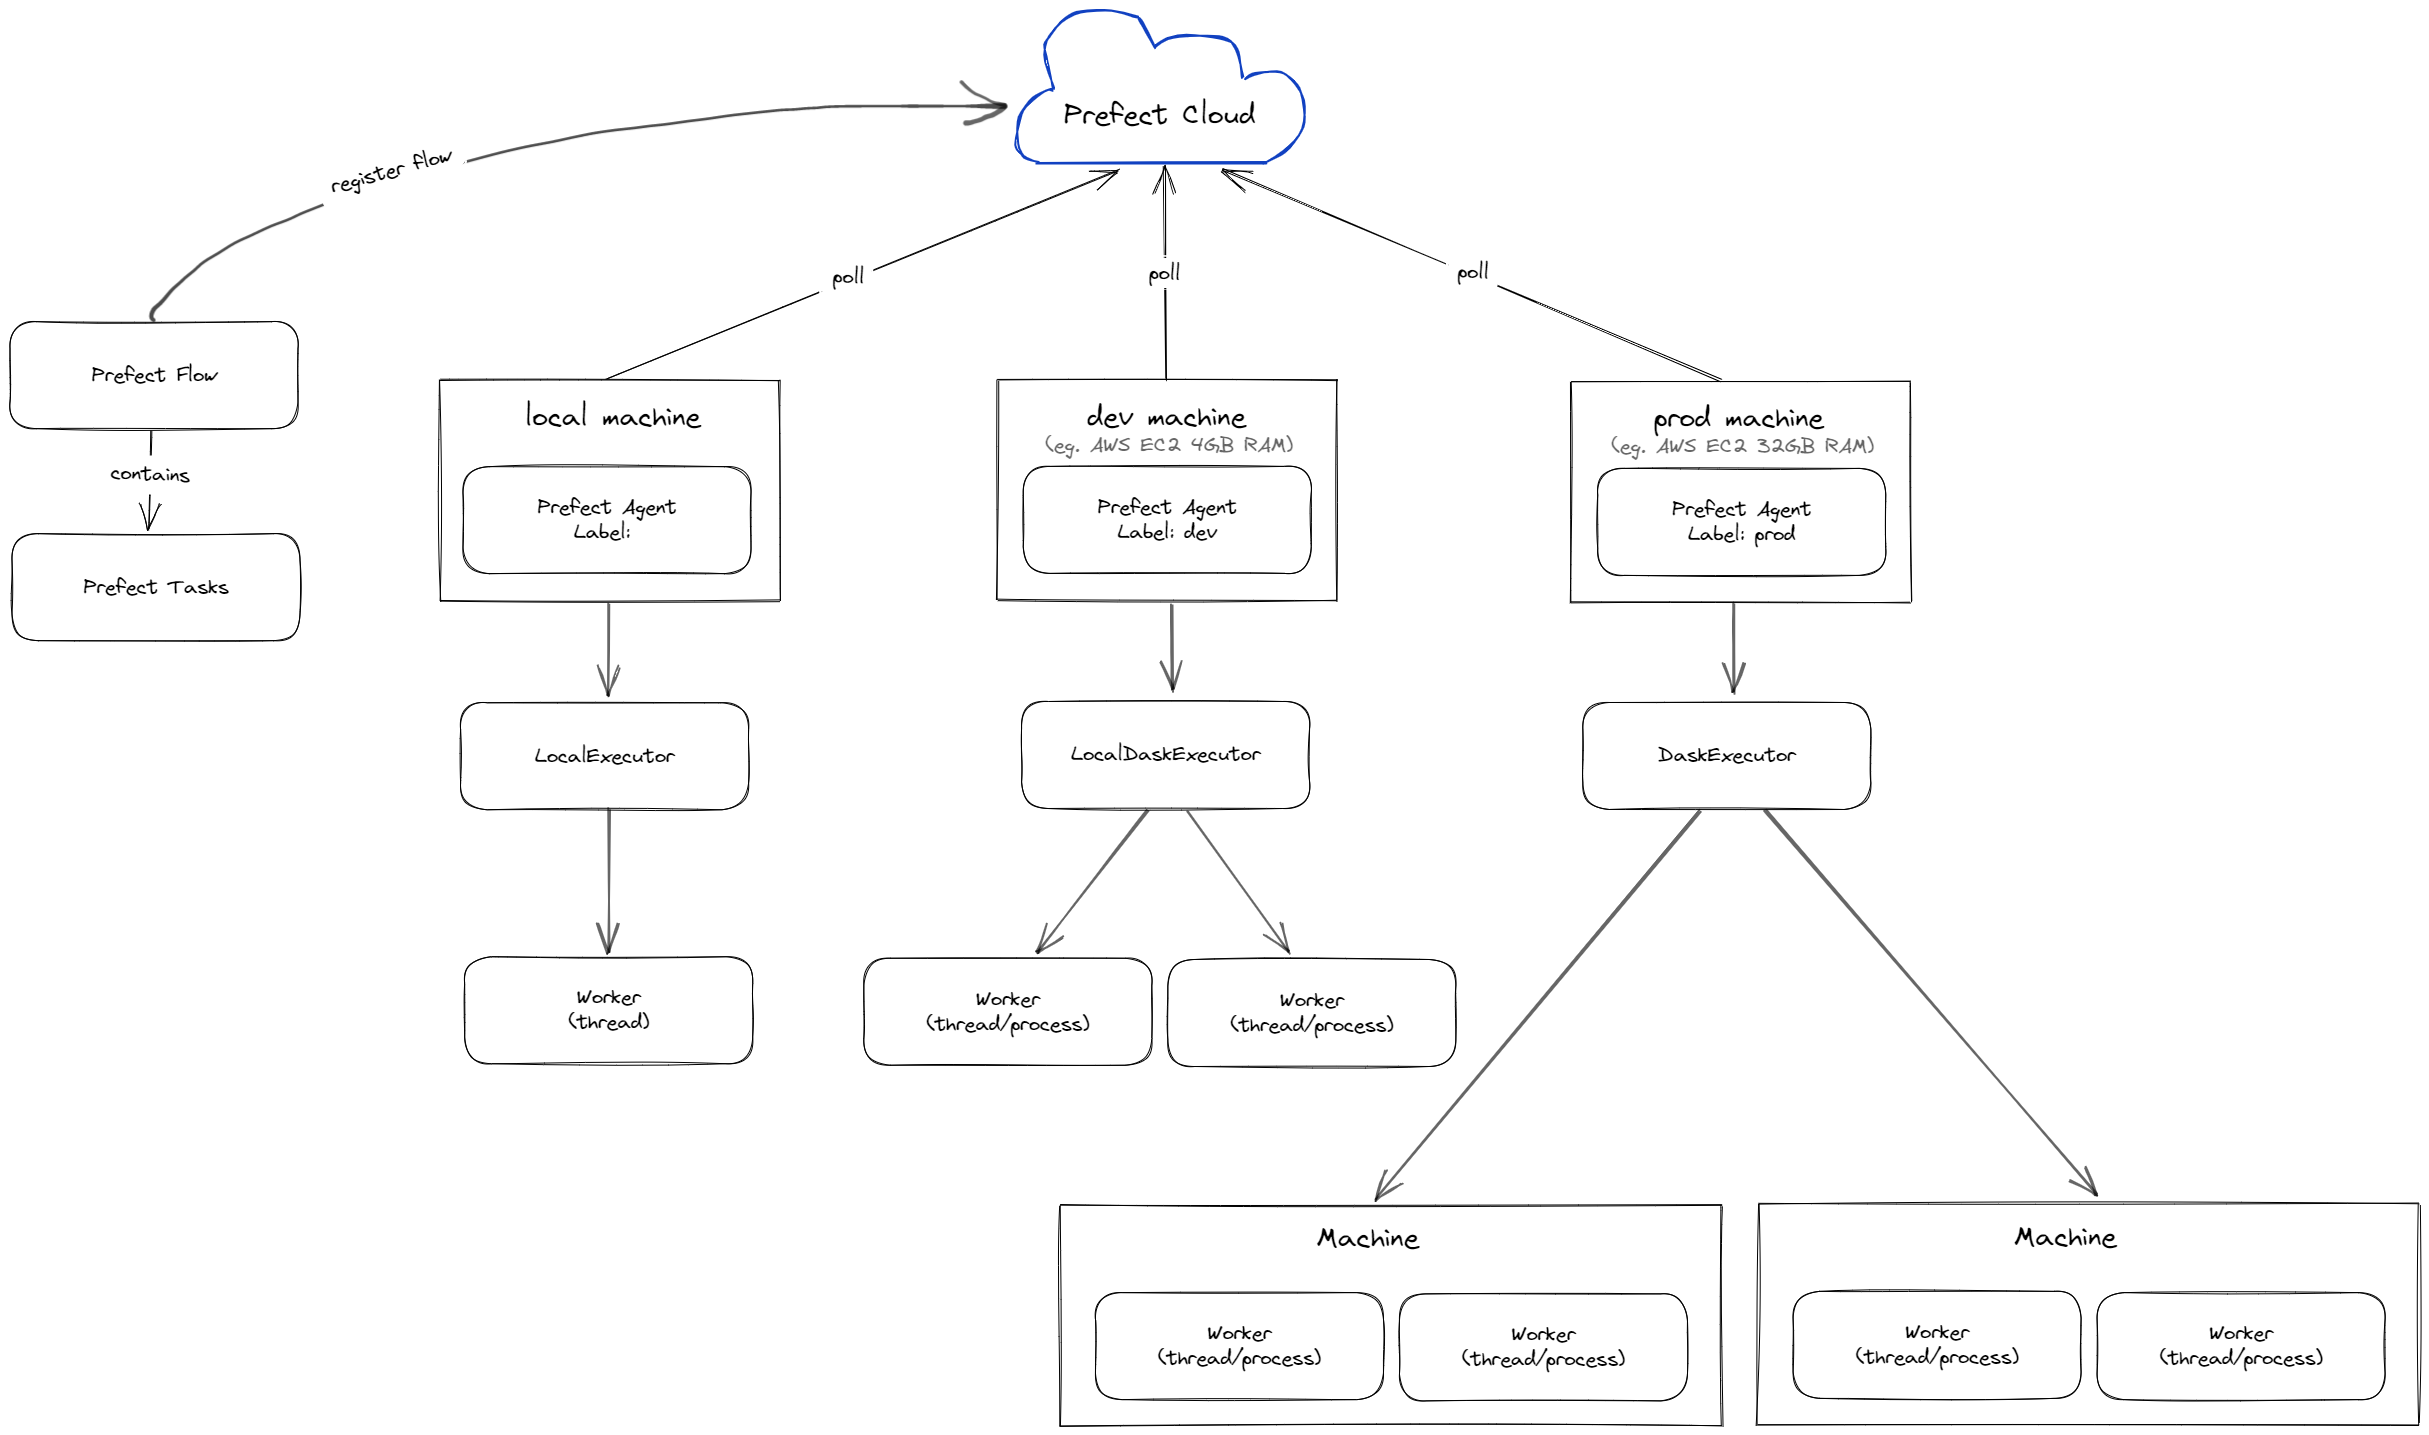 Prefect Cloud
register flow
poll
poll
poll
Prefect Flow
contains
Prefect Tasks
local machine
Prefect Agent
Label:
dev machine
(eg. AWS EC2 4GB RAM)
Prefect Agent
Label: dev
prod machine
(eg. AWS EC2 32GB RAM)
Prefect Agent
Label: prod
LocalExecutor
LocalDaskExecutor
DaskExecutor
Worker
(thread)
Worker
(thread/process)
Worker
(thread/process)
Machine
Worker
(thread/process)
Worker
(thread/process)
Machine
Worker
(thread/process)
Worker
(thread/process)